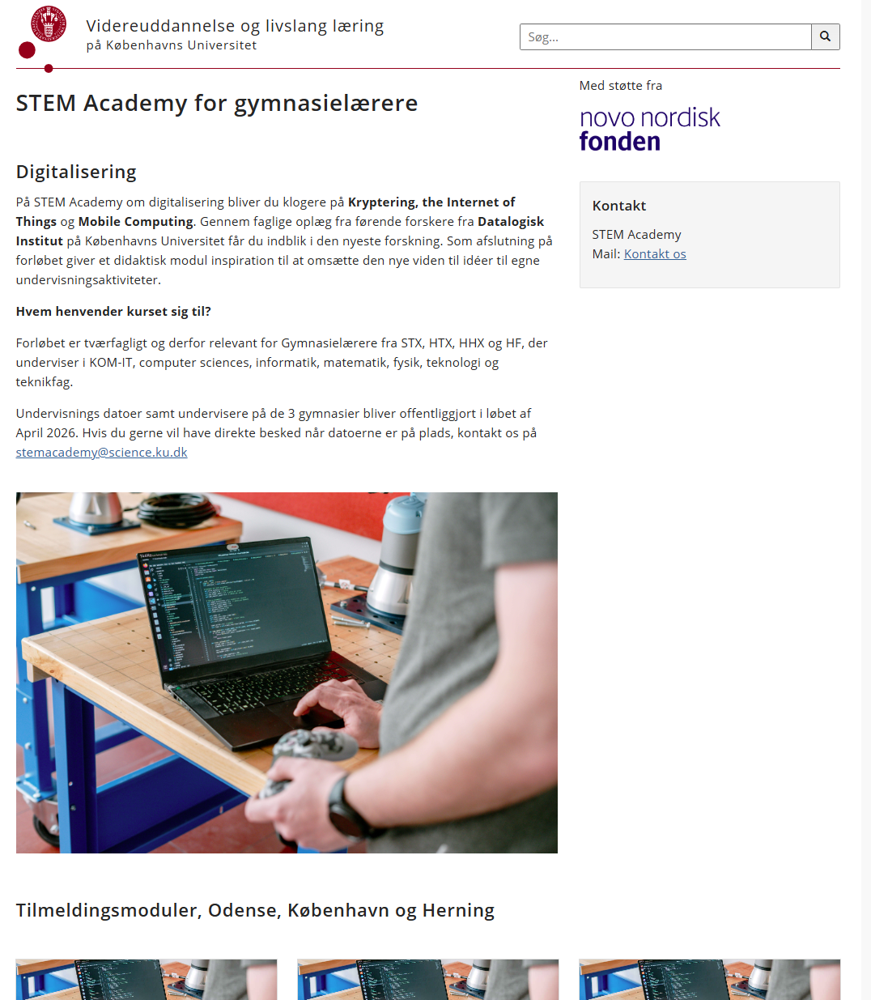 Videreuddannelse og livslang læring
på Københavns Universitet
Søg...
STEM Academy for gymnasielærere
Digitalisering
På STEM Academy om digitalisering bliver du klogere på Kryptering, the Internet of
Things og Mobile Computing. Gennem faglige oplæg fra førende forskere fra Datalogisk
Institut på Københavns Universitet får du indblik i den nyeste forskning. Som afslutning på
forløbet giver et didaktisk modul inspiration til at omsætte den nye viden til idéer til egne
undervisningsaktiviteter.
Hvem henvender kurset sig til?
Forløbet er tværfagligt og derfor relevant for Gymnasielærere fra STX, HTX, HHX og HF, der
underviser i KOM-IT, computer sciences, informatik, matematik, fysik, teknologi og
teknikfag.
Undervisnings datoer samt undervisere på de 3 gymnasier bliver offentliggjort i løbet af
April 2026. Hvis du gerne vil have direkte besked når datoerne er på plads, kontakt os på
stemacademy@science.ku.dk
Med støtte fra
novo nordisk
fonden
Kontakt
STEM Academy
Mail: Kontakt os
Tilmeldingsmoduler, Odense, København og Herning